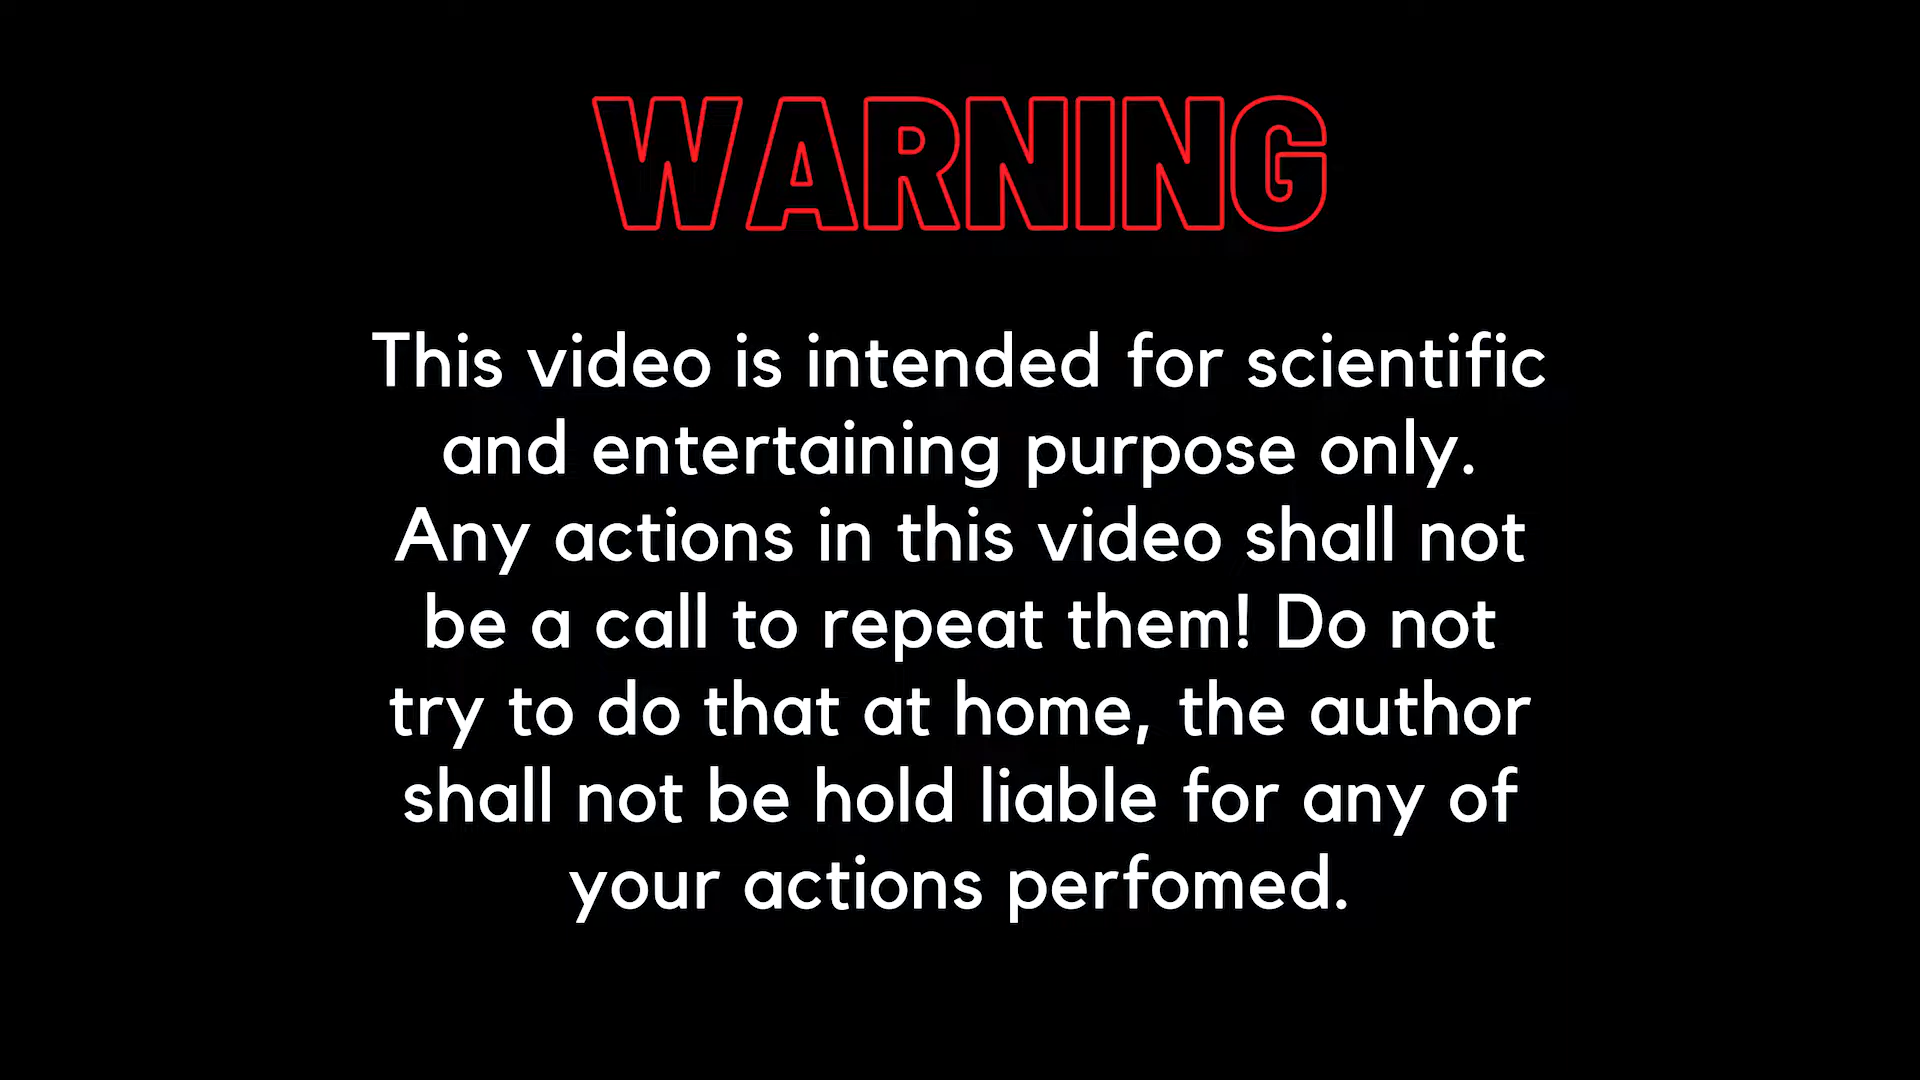 WARNING
This video is intended for scientific
and entertaining purpose only.
Any actions in this video shall not
be a call to repeat them! Do not
try to do that at home, the author
shall not be hold liable for any of
your actions perfomed.